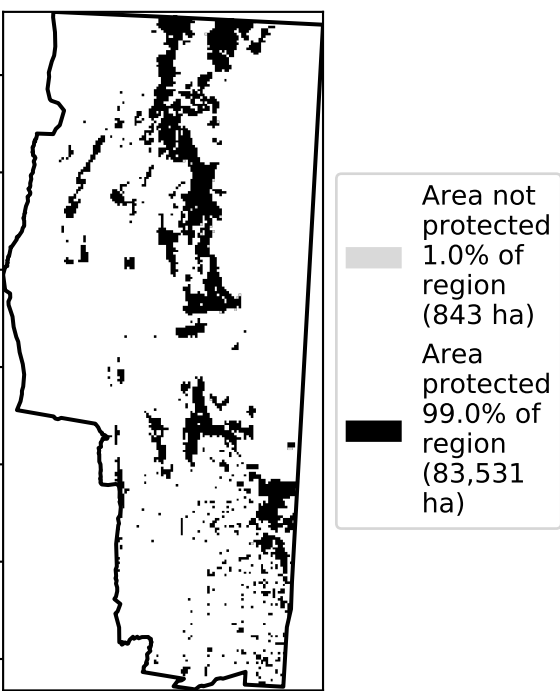 Area not
protected
1.0% of
region
(843 ha)
Area
protected
99.0% of
region
(83,531
ha)